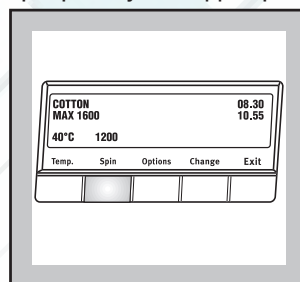 COTTON 08.30
MAX 1600 10.55
40°C 1200
Temp. Spin Options Change Exit